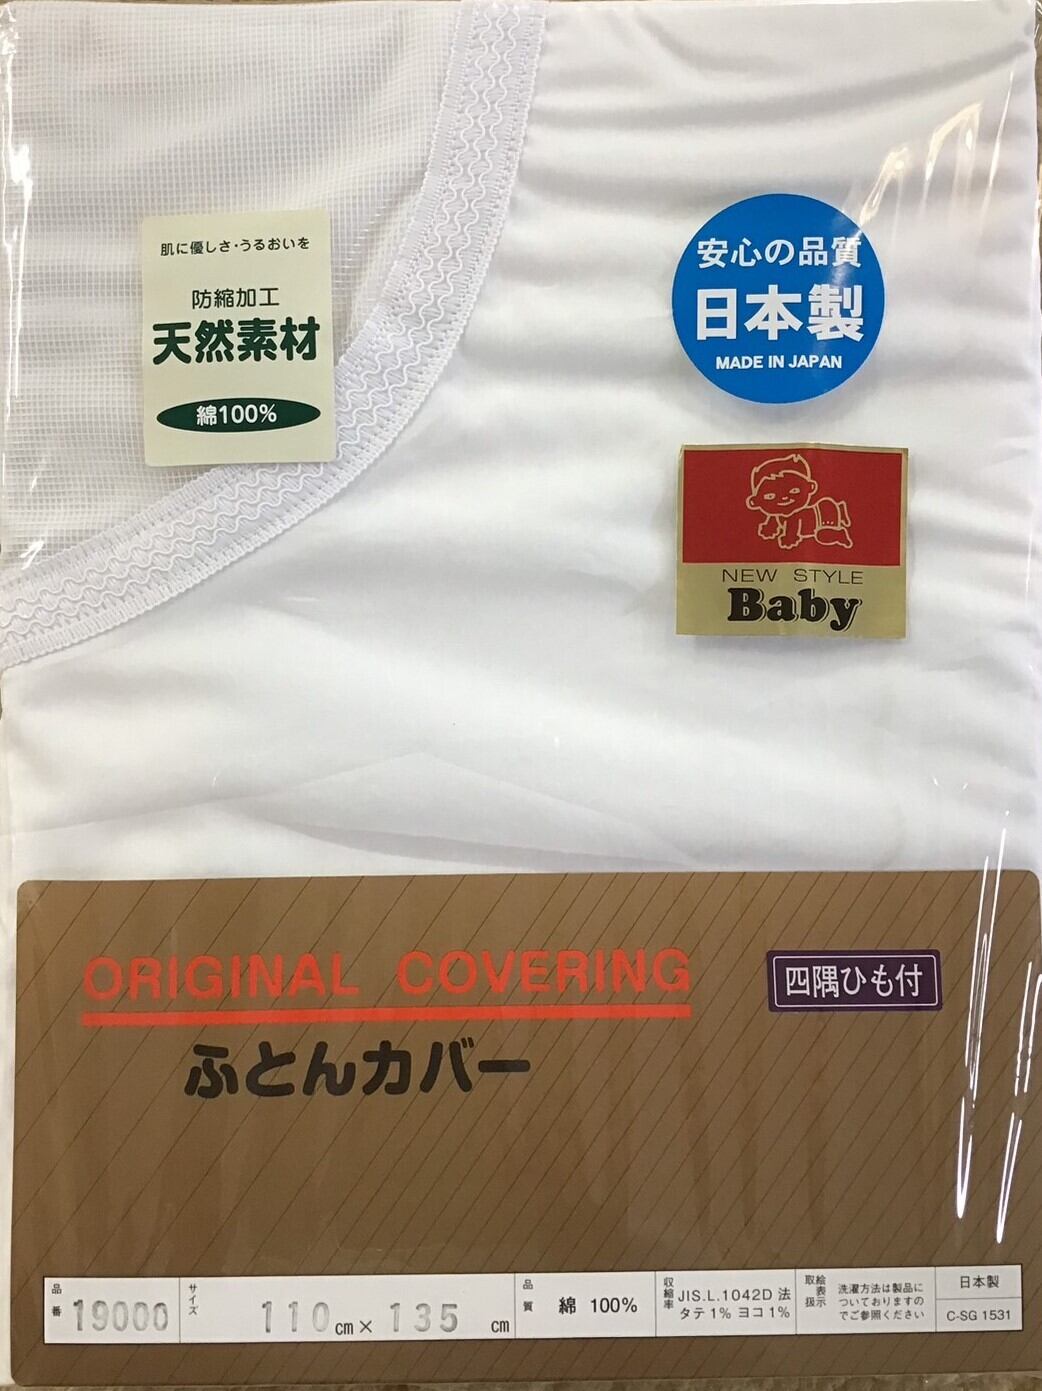 肌に優しさ・うるおいを
防縮加工
天然素材
綿100%
安心の品質
日本製
MADE IN JAPAN
NEW STYLE
Baby
ORIGINAL COVERING
ふとんカバー
四隅ひも付
品番 19000
サイズ 110cm × 135cm
品質 綿 100%
収縮率 JIS.L.1042D 法
タテ1% ヨコ1%
取扱絵表示
洗濯方法は製品に
ついておりますの
でご参照ください
日本製
C-SG 1531